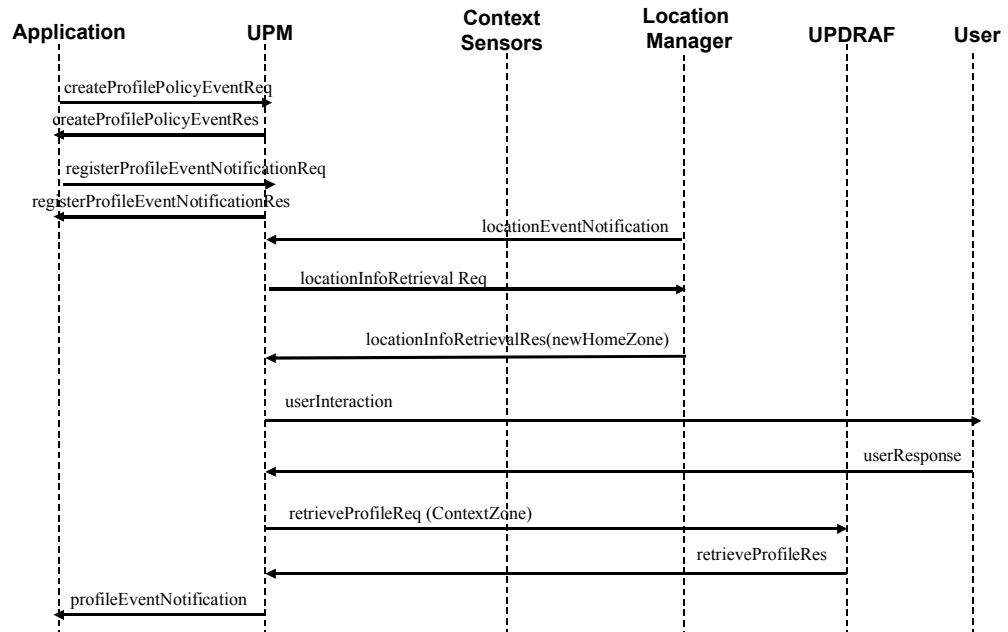 Application
UPM
Context
Sensors
Location
Manager
UPDRAF
User
createProfilePolicyEventReq
createProfilePolicyEventRes
registerProfileEventNotificationReq
registerProfileEventNotificationRes
locationEventNotification
locationInfoRetrieval Req
locationInfoRetrievalRes(newHomeZone)
userInteraction
userResponse
retrieveProfileReq (ContextZone)
retrieveProfileRes
profileEventNotification